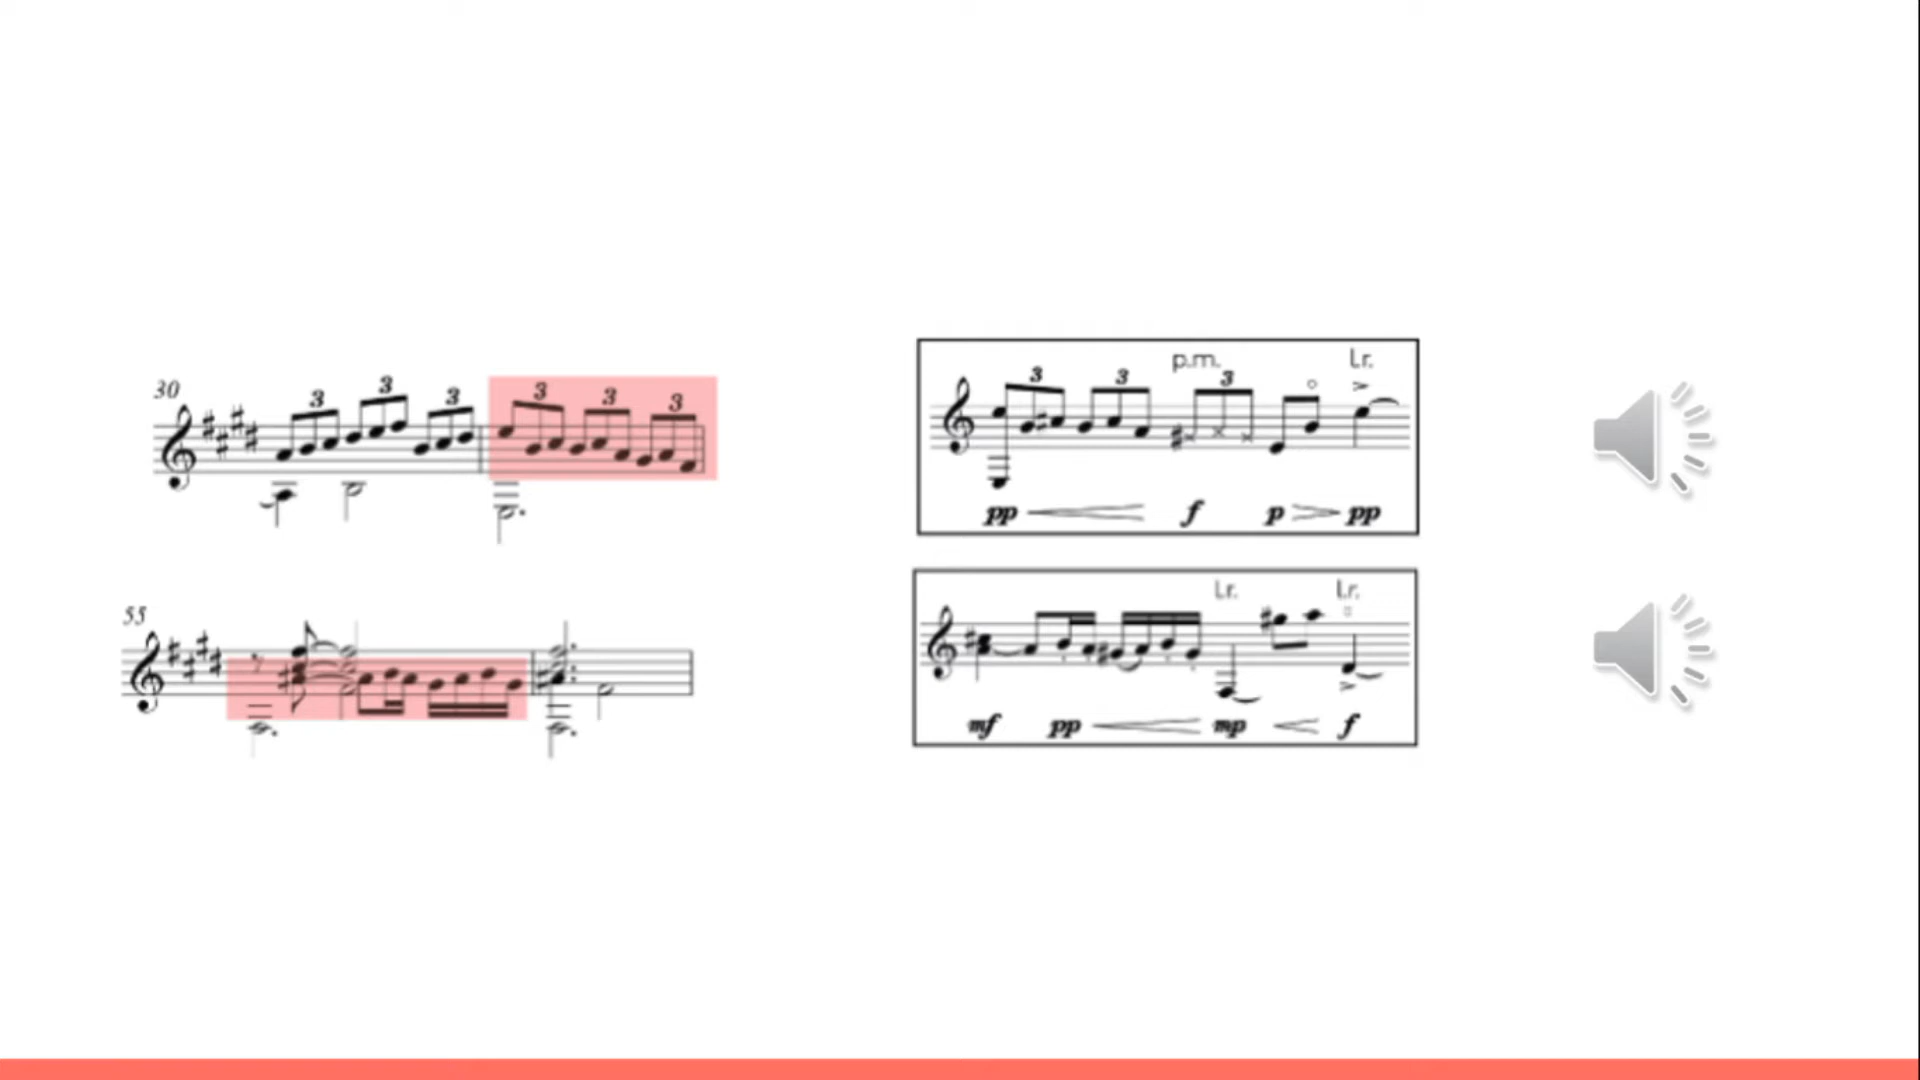 30
3 3 3 3 3 3
55
p.m. l.r.
3 3 3
pp f p pp
l.r. l.r.
mf pp mp f